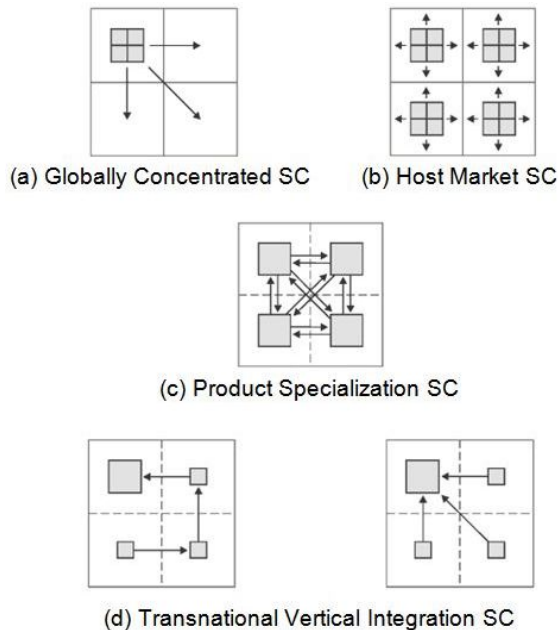 (a) Globally Concentrated SC
(b) Host Market SC
(c) Product Specialization SC
(d) Transnational Vertical Integration SC